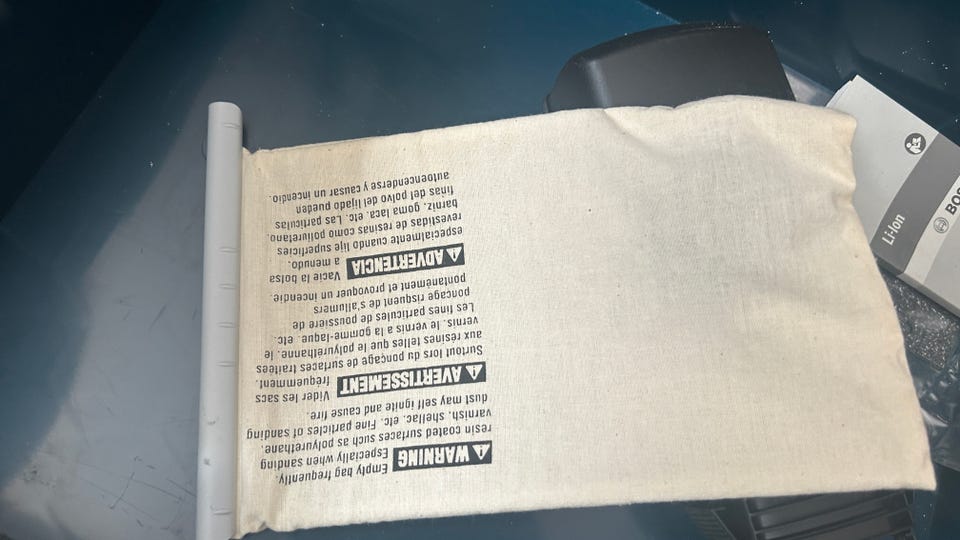 WARNING Empty bag frequently.
Especially when sanding
resin coated surfaces such as polyurethane,
varnish, shellac, etc. Fine particles of sanding
dust may self ignite and cause fire.
AVERTISSEMENT Vider les sacs
fréquemment.
Surtout lors du ponçage de surfaces traitées
aux résines telles que le polyuréthanne, le
vernis, le vernis a la gomme-laque, etc.
Les fines particules de poussière de
ponçage risquent de s'allumers
pontanément et provoquer un incendie.
ADVERTENCIA Vacíe la bolsa
a menudo.
especialmente cuando lije superficies
revestidas de resinas como poliuretano,
barniz, goma laca, etc. Las partículas
finas del polvo del lijado pueden
autoencenderse y causar un incendio.
Li-Ion